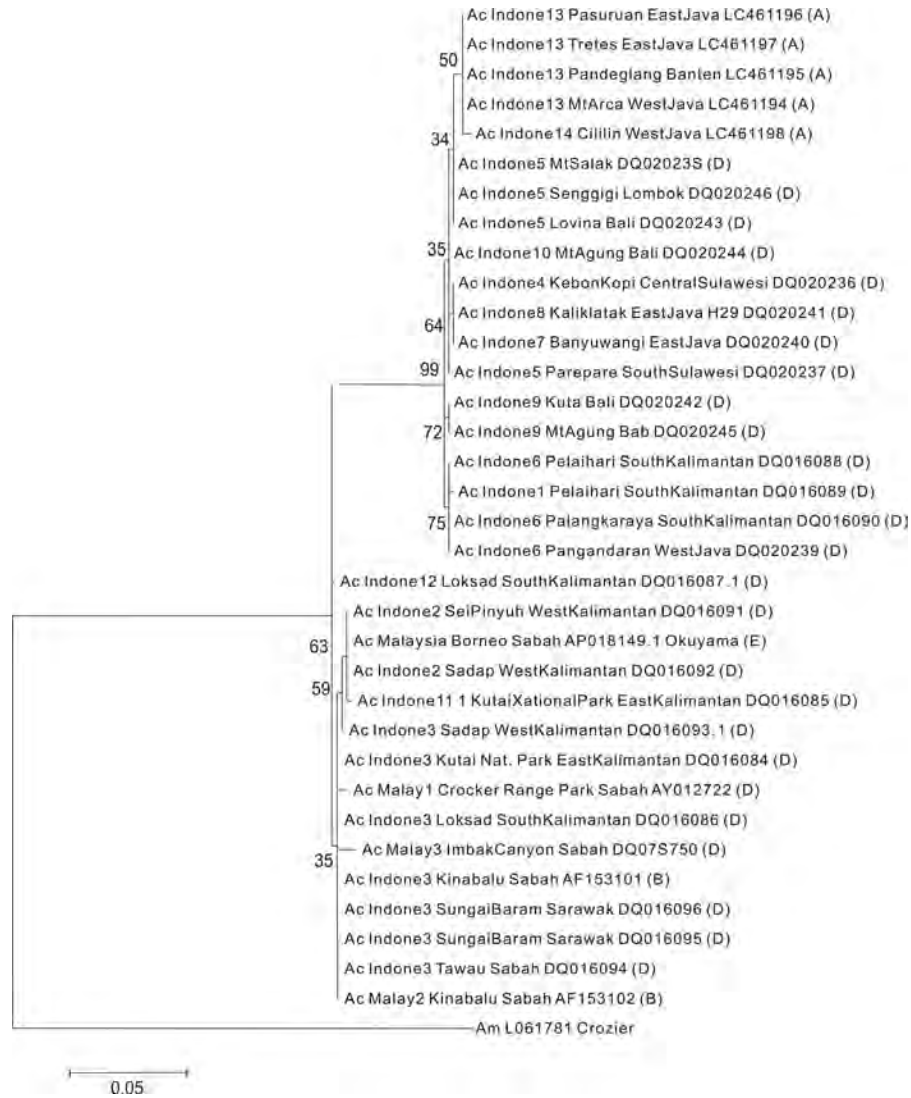 Ac Indone13 Pasuruan EastJava LC461196 (A)
Ac Indone13 Tretes EastJava LC461197 (A)
50
Ac Indone13 Pandeglang Banten LC461195 (A)
Ac Indone13 MtArca WestJava LC461194 (A)
Ac Indone14 Cililin WestJava LC461198 (A)
34
Ac Indone5 MtSalak DQ02023S (D)
Ac Indone5 Senggigi Lombok DQ020246 (D)
Ac Indone5 Lovina Bali DQ020243 (D)
35
Ac Indone10 MtAgung Bali DQ020244 (D)
Ac Indone4 KebonKopi CentralSulawesi DQ020236 (D)
Ac Indone8 Kaliklatak EastJava H29 DQ020241 (D)
64
Ac Indone7 Banyuwangi EastJava DQ020240 (D)
99
Ac Indone5 Parepare SouthSulawesi DQ020237 (D)
Ac Indone9 Kuta Bali DQ020242 (D)
72
Ac Indone9 MtAgung Bab DQ020245 (D)
Ac Indone6 Pelaihari SouthKalimantan DQ016088 (D)
Ac Indone1 Pelaihari SouthKalimantan DQ016089 (D)
75
Ac Indone6 Palangkaraya SouthKalimantan DQ016090 (D)
Ac Indone6 Pangandaran WestJava DQ020239 (D)
Ac Indone12 Loksad SouthKalimantan DQ016087.1 (D)
Ac Indone2 SeiPinyuh WestKalimantan DQ016091 (D)
63
Ac Malaysia Borneo Sabah AP018149.1 Okuyama (E)
Ac Indone2 Sadap WestKalimantan DQ016092 (D)
59
Ac Indone11 1 KutaiXationalPark EastKalimantan DQ016085 (D)
Ac Indone3 Sadap WestKalimantan DQ016093.1 (D)
Ac Indone3 Kutai Nat. Park EastKalimantan DQ016084 (D)
Ac Malay1 Crocker Range Park Sabah AY012722 (D)
Ac Indone3 Loksad SouthKalimantan DQ016086 (D)
Ac Malay3 ImbakCanyon Sabah DQ07S750 (D)
35
Ac Indone3 Kinabalu Sabah AF153101 (B)
Ac Indone3 SungaiBaram Sarawak DQ016096 (D)
Ac Indone3 SungaiBaram Sarawak DQ016095 (D)
Ac Indone3 Tawau Sabah DQ016094 (D)
Ac Malay2 Kinabalu Sabah AF153102 (B)
Am L061781 Crozier
0.05